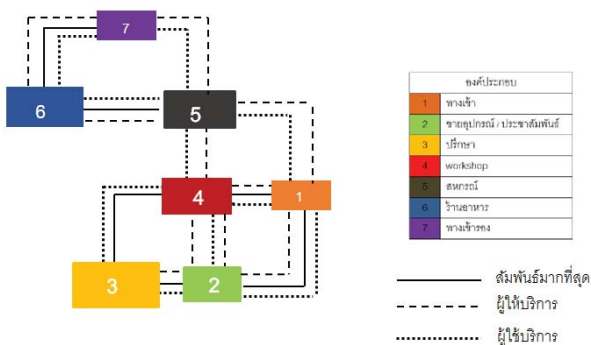 7
6
5
4
1
3
2
องค์ประกอบ
1 ทางเข้า
2 ขายอุปกรณ์ / ประชาสัมพันธ์
3 ปรึกษา
4 workshop
5 สหกรณ์
6 ร้านอาหาร
7 ทางเข้ารอง
สัมพันธ์มากที่สุด
ผู้ให้บริการ
ผู้ใช้บริการ